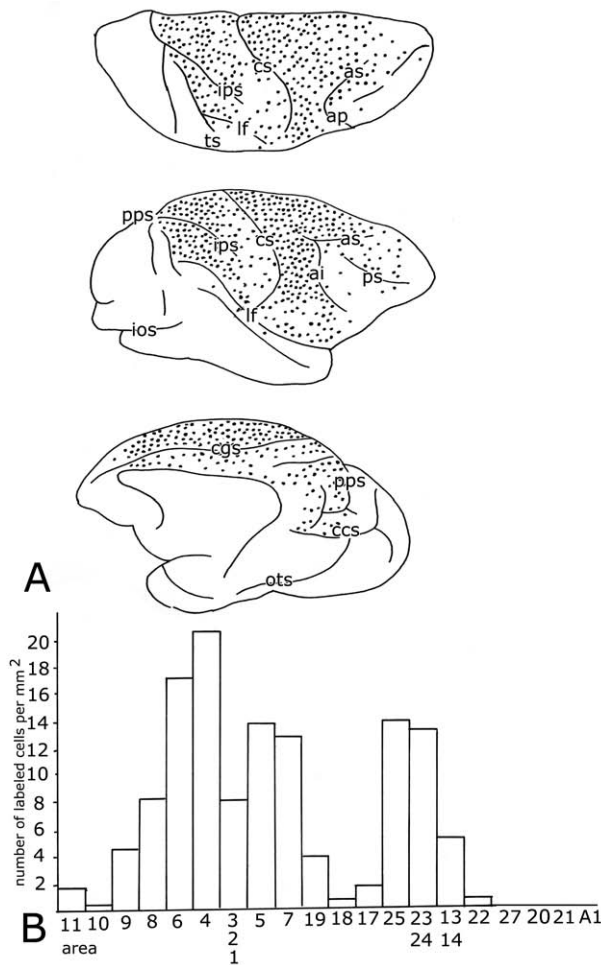 cs
as
ips
ap
lf
ts
pps
cs
as
ips
ai
ps
lf
ios
cgs
pps
ccs
A
ots
number of labeled cells per mm2
20
18
16
14
12
10
8
6
4
2
B
11 10 9 8 6 4 3 5 7 19 18 17 25 23 13 22 27 20 21 A1
area 2 24 14
1